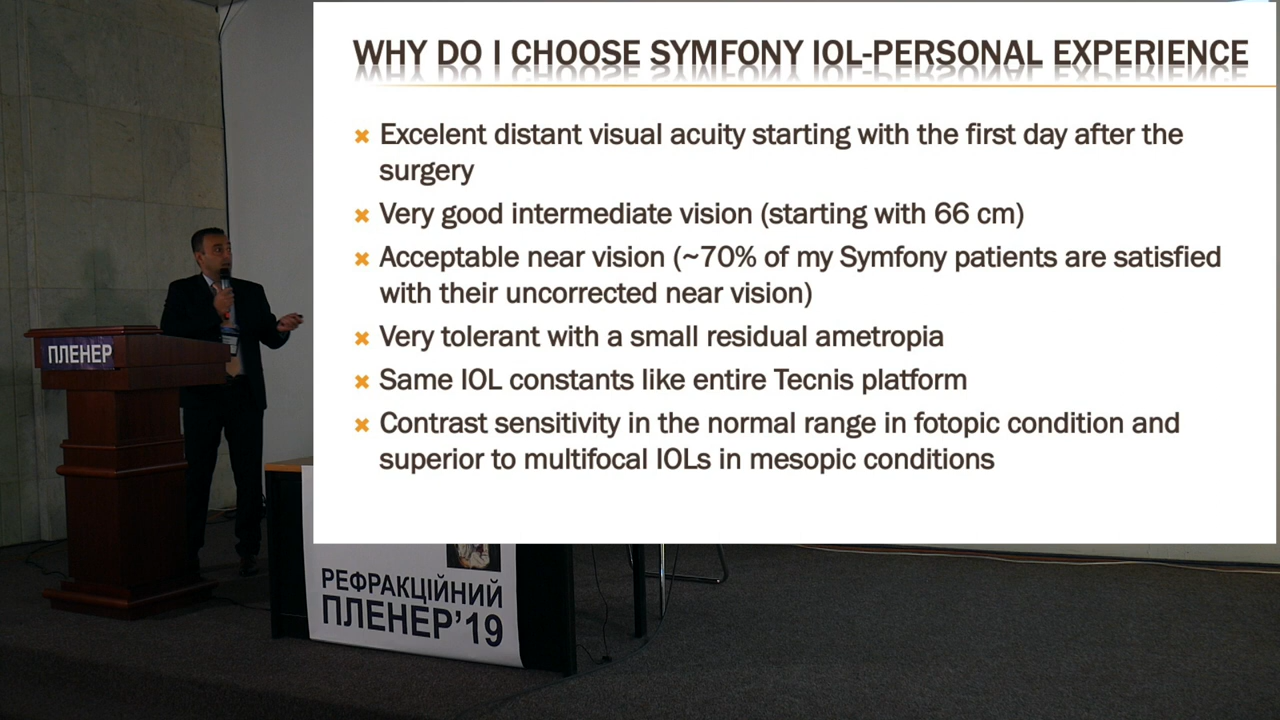 WHY DO I CHOOSE SYMFONY IOL-PERSONAL EXPERIENCE
Excelent distant visual acuity starting with the first day after the
surgery
Very good intermediate vision (starting with 66 cm)
Acceptable near vision (~70% of my Symfony patients are satisfied
with their uncorrected near vision)
Very tolerant with a small residual ametropia
Same IOL constants like entire Tecnis platform
Contrast sensitivity in the normal range in fotopic condition and
superior to multifocal IOLs in mesopic conditions
ПЛЕНЕР
РЕФРАКЦІЙНИЙ
ПЛЕНЕР’19